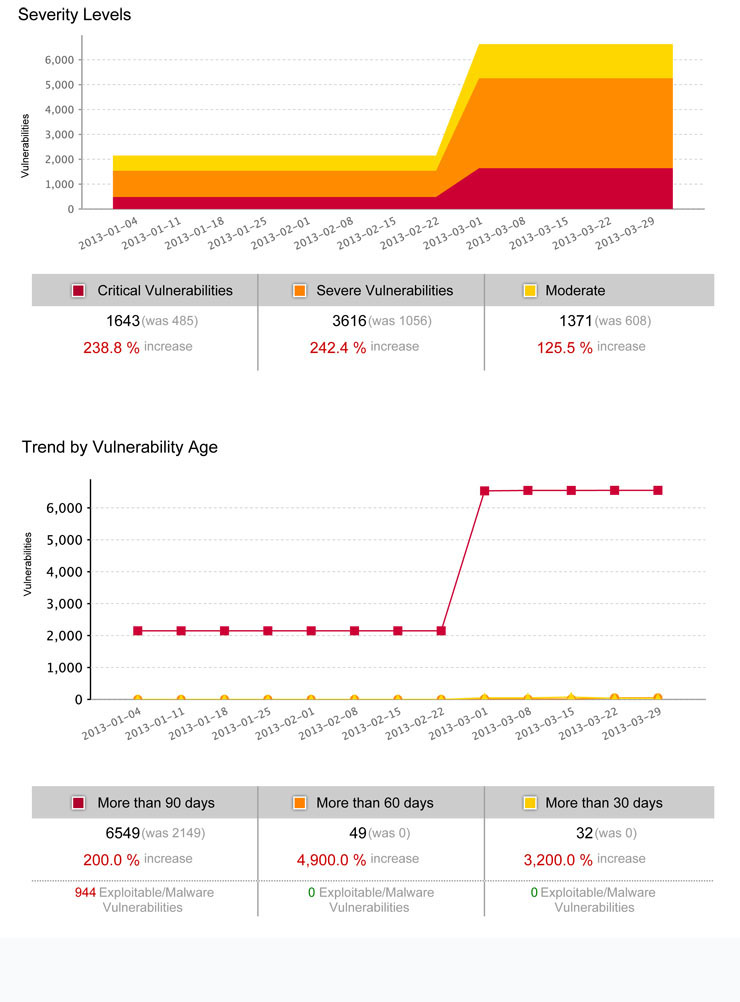 Severity Levels
6,000
5,000
4,000
3,000
2,000
1,000
0
Vulnerabilities
2013-01-04 2013-01-11 2013-01-18 2013-01-25 2013-02-01 2013-02-08 2013-02-15 2013-02-22 2013-03-01 2013-03-08 2013-03-15 2013-03-22 2013-03-29
Critical Vulnerabilities Severe Vulnerabilities Moderate
1643(was 485) 3616(was 1056) 1371(was 608)
238.8 % increase 242.4 % increase 125.5 % increase
Trend by Vulnerability Age
6,000
5,000
4,000
3,000
2,000
1,000
0
Vulnerabilities
2013-01-04 2013-01-11 2013-01-18 2013-01-25 2013-02-01 2013-02-08 2013-02-15 2013-02-22 2013-03-01 2013-03-08 2013-03-15 2013-03-22 2013-03-29
More than 90 days More than 60 days More than 30 days
6549(was 2149) 49(was 0) 32(was 0)
200.0 % increase 4,900.0 % increase 3,200.0 % increase
944 Exploitable/Malware 0 Exploitable/Malware 0 Exploitable/Malware
Vulnerabilities Vulnerabilities Vulnerabilities